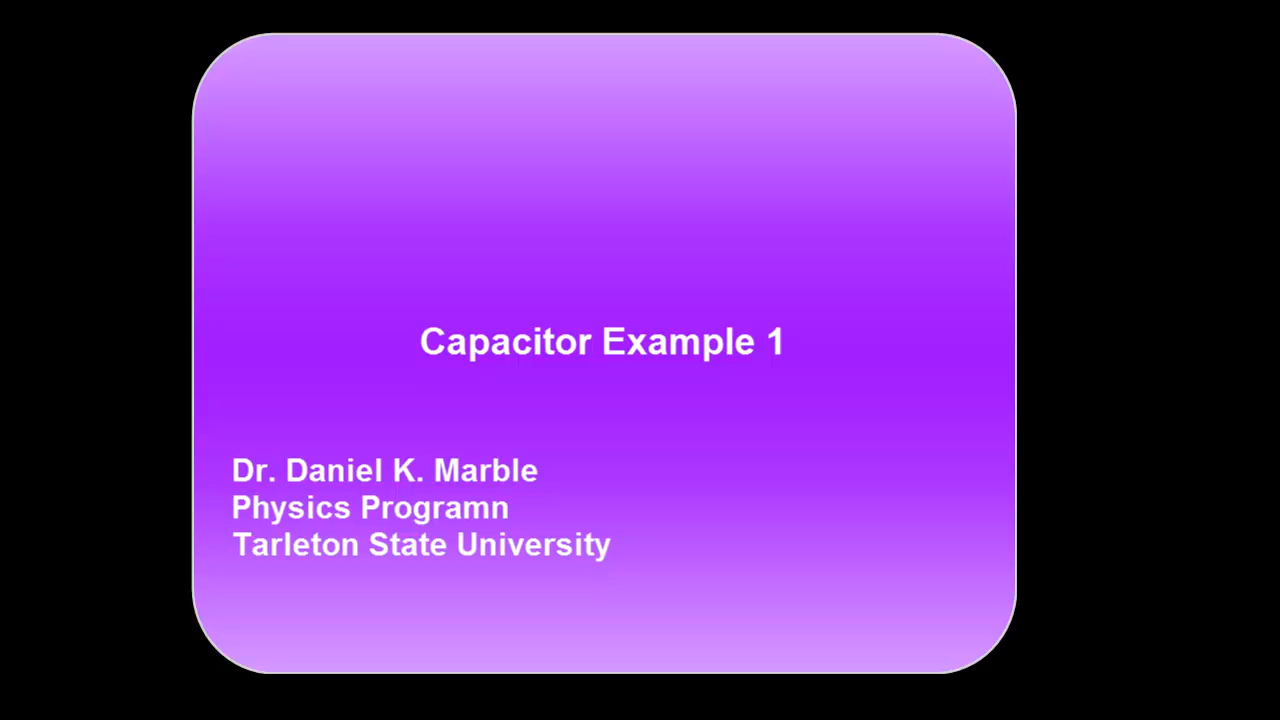 Capacitor Example 1
Dr. Daniel K. Marble
Physics Programn
Tarleton State University